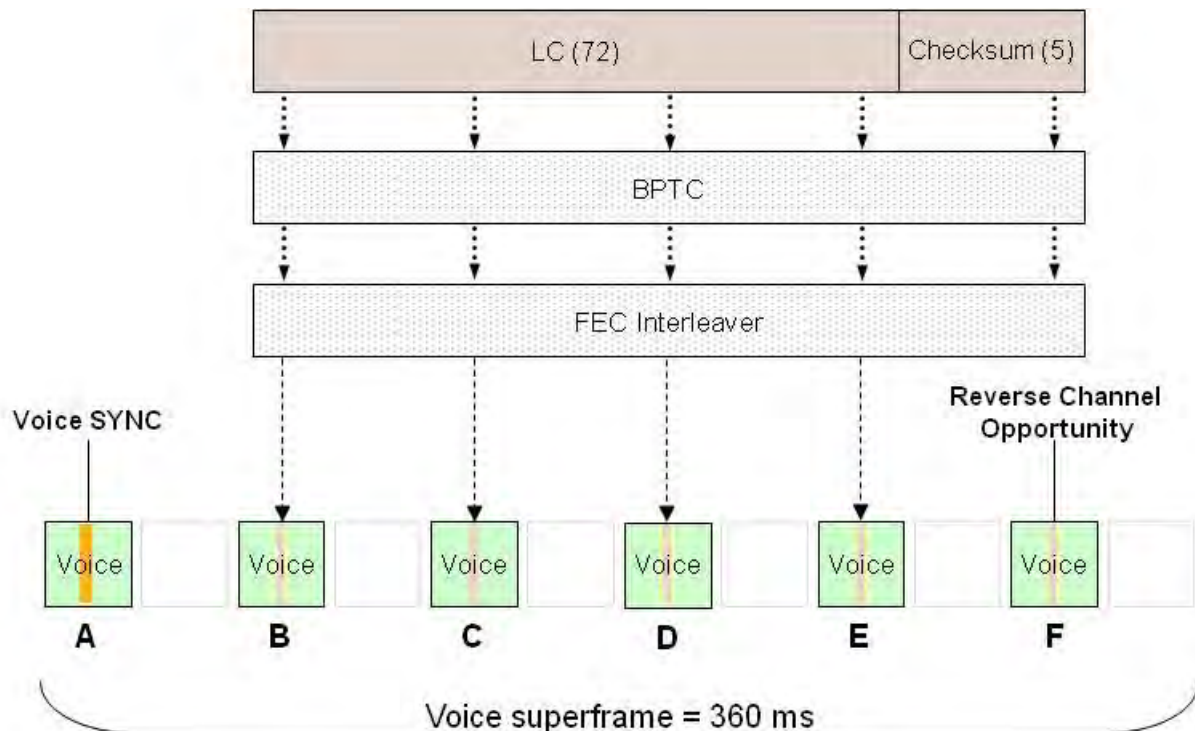 LC (72)
Checksum (5)
BPTC
FEC Interleaver
Voice SYNC
Reverse Channel
Opportunity
Voice
Voice
Voice
Voice
Voice
Voice
A
B
C
D
E
F
Voice superframe = 360 ms